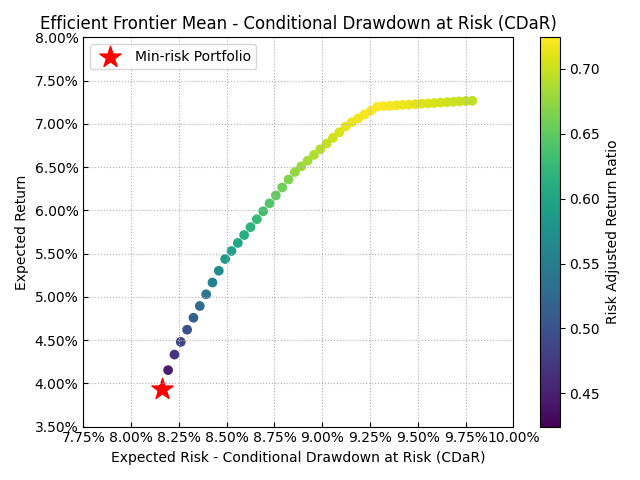 Efficient Frontier Mean - Conditional Drawdown at Risk (CDaR)
Min-risk Portfolio
8.00%
7.50%
7.00%
6.50%
6.00%
5.50%
5.00%
4.50%
4.00%
3.50%
Expected Return
7.75% 8.00% 8.25% 8.50% 8.75% 9.00% 9.25% 9.50% 9.75% 10.00%
Expected Risk - Conditional Drawdown at Risk (CDaR)
0.70
0.65
0.60
0.55
0.50
0.45
Risk Adjusted Return Ratio